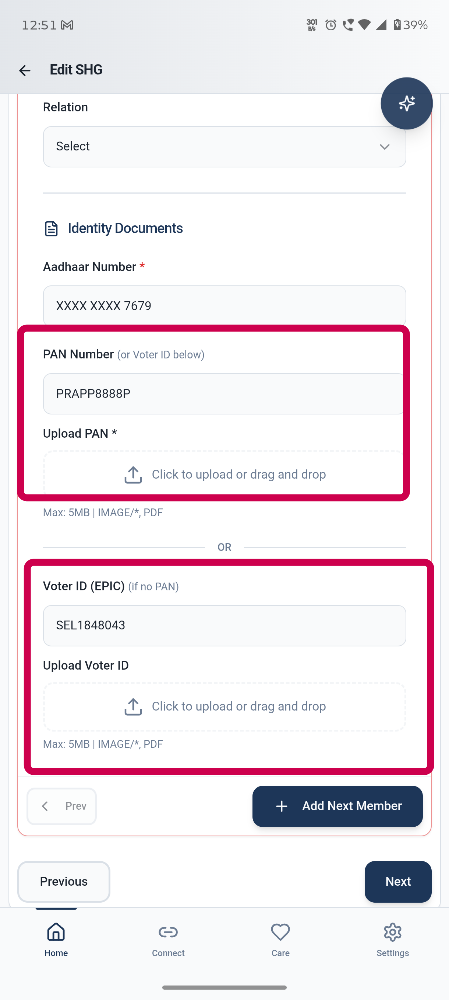 12:51
301
B/s
39%
Edit SHG
Relation
Select
Identity Documents
Aadhaar Number *
XXXX XXXX 7679
PAN Number (or Voter ID below)
PRAPP8888P
Upload PAN *
Click to upload or drag and drop
Max: 5MB | IMAGE/*, PDF
OR
Voter ID (EPIC) (if no PAN)
SEL1848043
Upload Voter ID
Click to upload or drag and drop
Max: 5MB | IMAGE/*, PDF
Prev
Add Next Member
Previous
Next
Home
Connect
Care
Settings